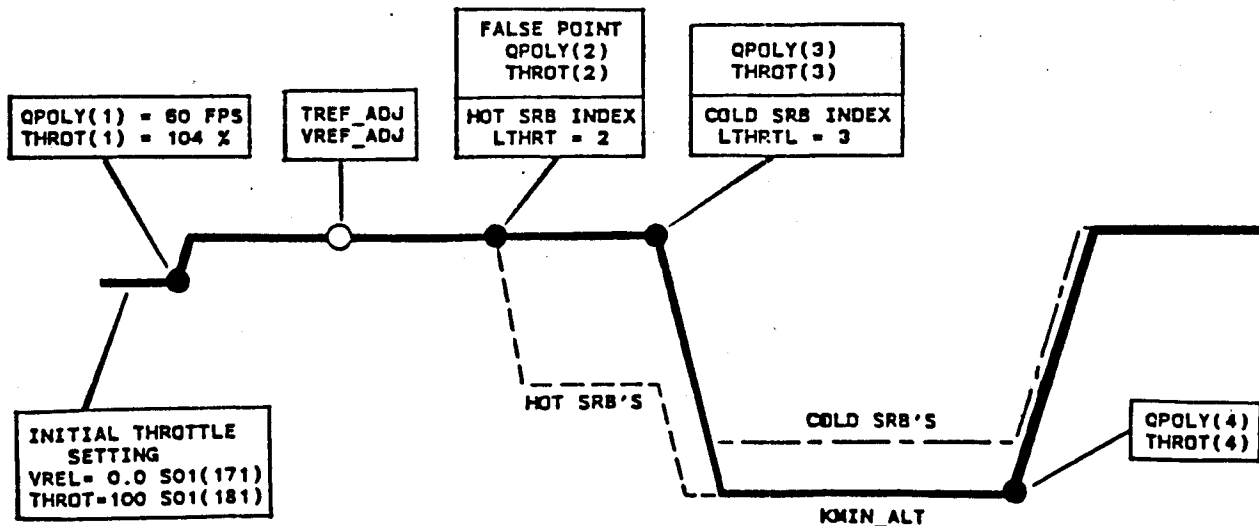 FALSE POINT
QPOLY(2)
THROT(2)
HOT SRB INDEX
LTHRT = 2
QPOLY(3)
THROT(3)
COLD SRB INDEX
LTHRTL = 3
QPOLY(1) = 60 FPS
THROT(1) = 104 %
TREF_ADJ
VREF_ADJ
HOT SRB'S
COLD SRB'S
INITIAL THROTTLE
SETTING
VREL= 0.0 S01(171)
THROT=100 S01(181)
QPOLY(4)
THROT(4)
KMIN_ALT